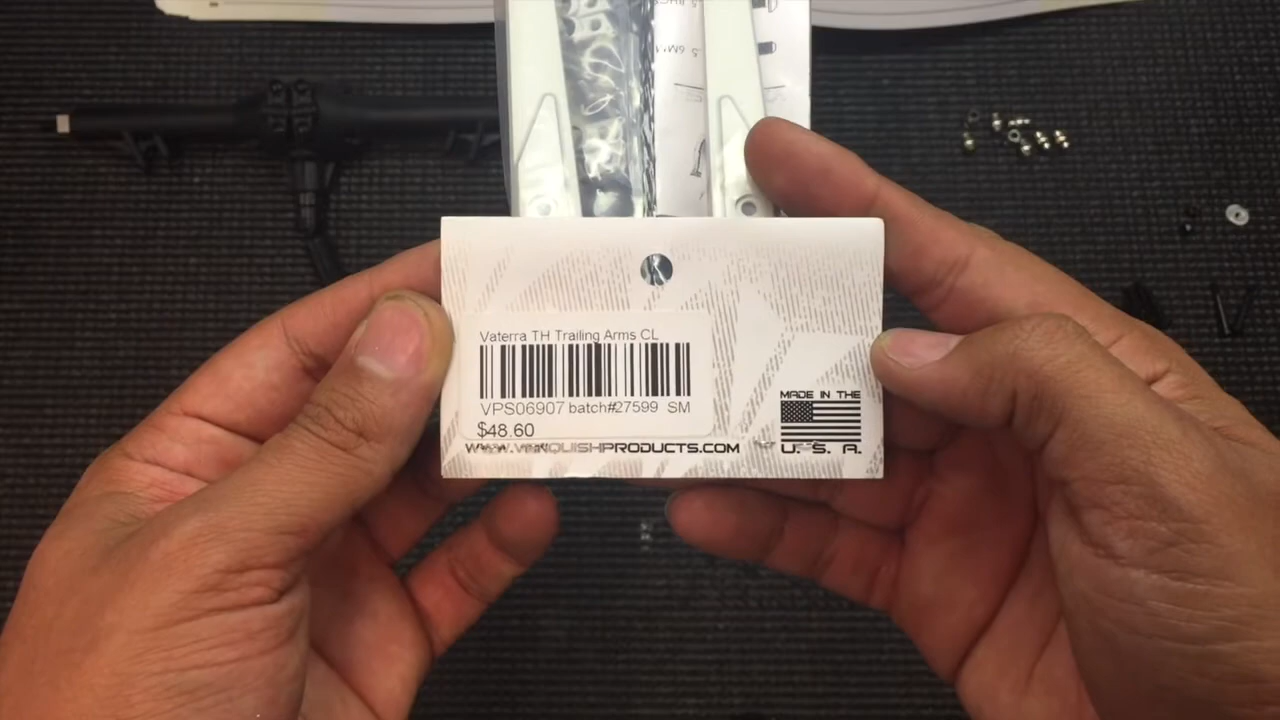 Vaterra TH Trailing Arms CL
VPS06907 batch#27599 SM
$48.60
WWW.VANQUISHPRODUCTS.COM
MADE IN THE
U. S. A.